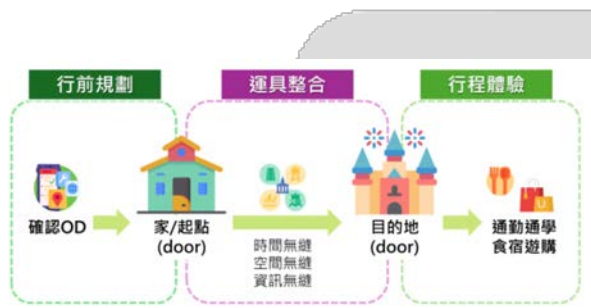 行前規劃
運具整合
行程體驗
確認OD
家/起點
(door)
時間無縫
空間無縫
資訊無縫
目的地
(door)
通勤通學
食宿遊購